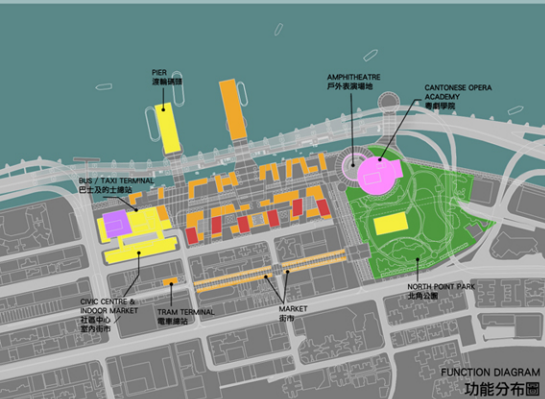 PIER
渡輪碼頭
AMPHITHEATRE
戶外表演場地
CANTONESE OPERA
ACADEMY
粵劇學院
BUS / TAXI TERMINAL
巴士及的士總站
CIVIC CENTRE &
INDOOR MARKET
社區中心
室內街市
TRAM TERMINAL
電車總站
MARKET
街市
NORTH POINT PARK
北角公園
FUNCTION DIAGRAM
功能分布圖